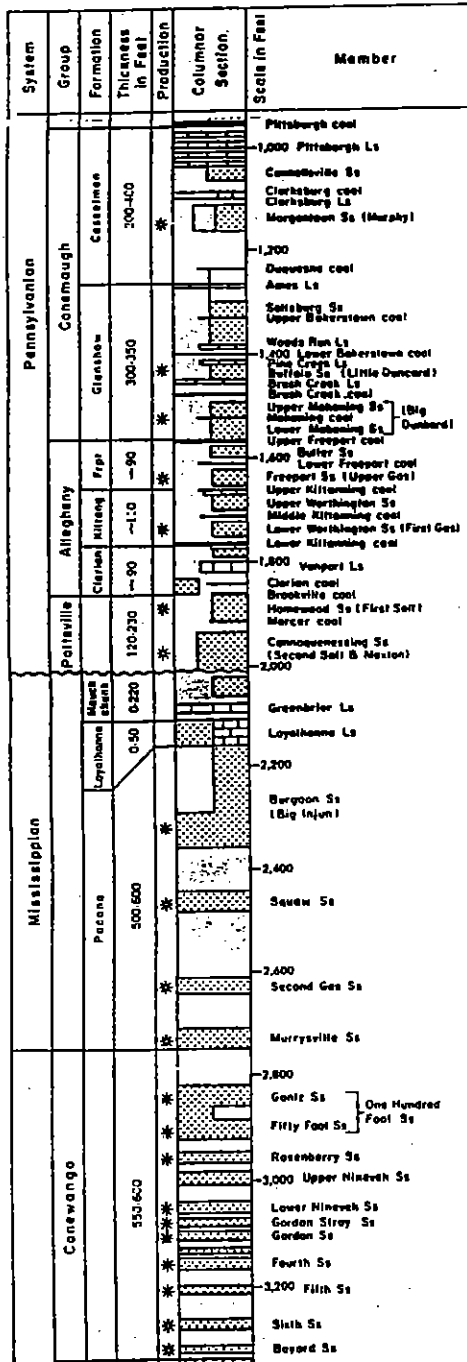 System
Group
Formation
Thickness in Feet
Production
Columnar Section
Scale in Feet
Member
Pennsylvanian
Conemaugh
Casselman
200-400
Glenshaw
300-350
Allegheny
Frpt
~90
Kittang
Clarion
~90
Pottsville
120-230
Mississippian
Mauch chunk
0-220
Loyalhanna
0-50
Pocono
500-600
Conewango
550-600
Pittsburgh coal
1,000 Pittsburgh Ls
Connellsville Ss
Clarksburg coal
Clarksburg Ls
Morgantown Ss (Murphy)
1,200
Duquesne coal
Ames Ls
Saltsburg Ss
Upper Bakerstown coal
Woods Run Ls
1,400 Lower Bakerstown coal
Pine Creek Ls
Buffalo Ss (Little Dunkard)
Brush Creek Ls
Brush Creek coal
Upper Mahoning Ss
Mahoning coal
Lower Mahoning Ss
(Big Dunkard)
Upper Freeport coal
Butler Ss
1,600
Lower Freeport coal
Freeport Ss (Upper Gas)
Upper Kittanning coal
Upper Worthington Ss
Middle Kittanning coal
Lower Worthington Ss (First Gas)
Lower Kittanning coal
1,800
Vanport Ls
Clarion coal
Brookville coal
Homewood Ss (First Salt)
Mercer coal
Connoquenessing Ss
(Second Salt & Maxton)
2,000
Greenbrier Ls
Loyalhanna Ls
2,200
Burgoon Ss
(Big Injun)
2,400
Squaw Ss
2,600
Second Gas Ss
Murrysville Ss
2,800
Gantz Ss
Fifty Foot Ss
One Hundred Foot Ss
Rosenberry Ss
3,000 Upper Nineveh Ss
Lower Nineveh Ss
Gordon Stray Ss
Gordon Ss
Fourth Ss
3,200 Fifth Ss
Sixth Ss
Bayard Ss